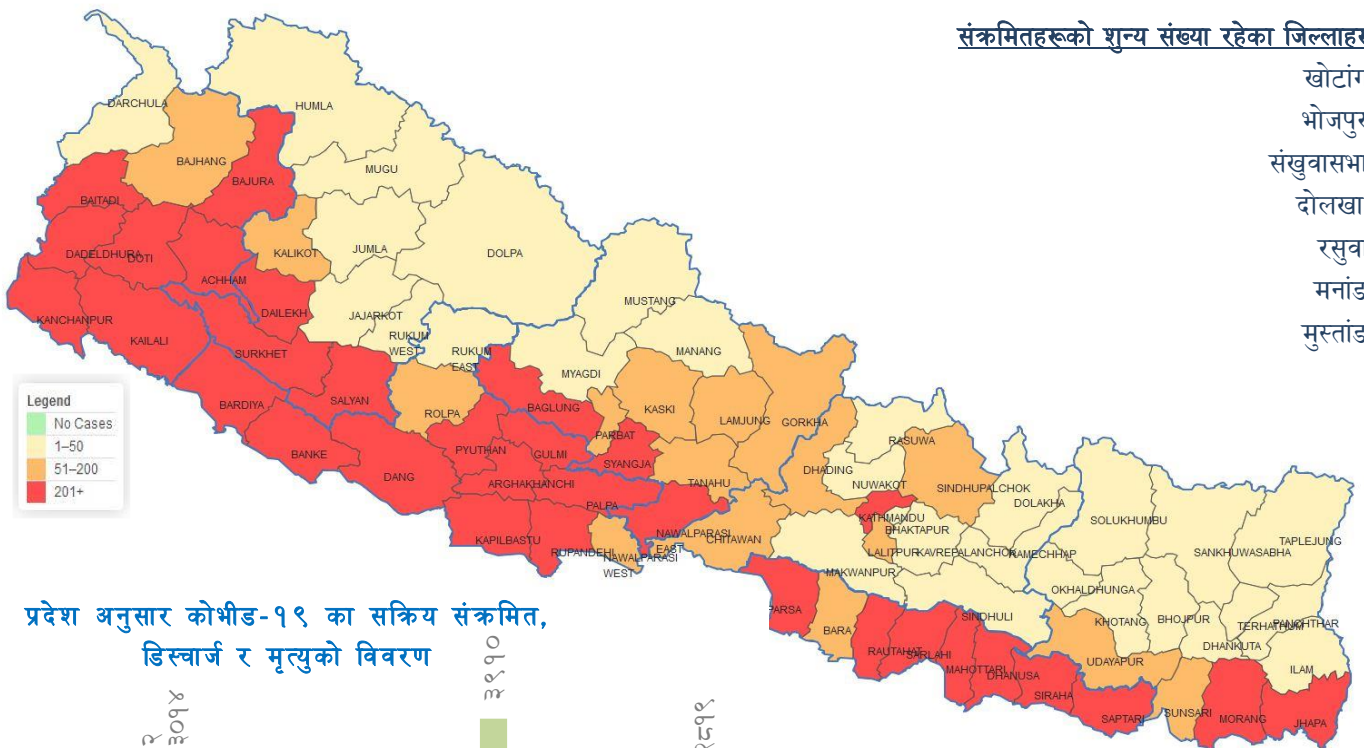 संक्रमितहरूको शुन्य संख्या रहेका
खोटांग
संखुवासभा
दोलखा
मनांङ
मुस्तांङ
DARCHULA
HUMLA
BAJHANG
MUGU
BAJURA
BAITADI
JUMLA
DOLPA
KALIKOT
DADELDHURA
DOTI
ACHHAM
MUSTANG
DAILEKH
JAJARKOT
KANCHANPUR
RUKUM WEST
KAILALI
SURKHET
RUKUM EAST
MANANG
MYAGDI
Legend
No Cases
1–50
51–200
201+
BARDIYA
SALYAN
ROLPA
BAGLUNG
KASKI
LAMJUNG
GORKHA
PARBAT
RASUWA
BANKE
PYUTHAN
GULMI
SYANGJA
DHADING
NUWAKOT
SINDHUPALCHOK
DANG
ARGHAKHANCHI
TANAHU
DOLAKHA
PALPA
KATHMANDU
BHAKTAPUR
SOLUKHUMBU
TAPLEJUNG
KAPILBASTU
RUPANDEHI
NAWALPARASI EAST
NAWALPARASI WEST
CHITAWAN
LALITPUR
KAVREPALANCHOK
RAMECHHAP
SANKHUWASABHA
MAKWANPUR
OKHALDHUNGA
PARSA
BARA
SINDHULI
KHOTANG
BHOJPUR
TERHATHUM
PANCHTHAR
DHANKUTA
RAUTAHAT
SARLAHI
MAHOTTARI
DHANUSA
UDAYAPUR
ILAM
SIRAHA
SAPTARI
SUNSARI
MORANG
JHAPA
प्रदेश अनुसार कोभीड-१९ का सक्रिय संक्रमित,
डिस्चार्ज र मृत्युको विवरण
३०१४
३९१०